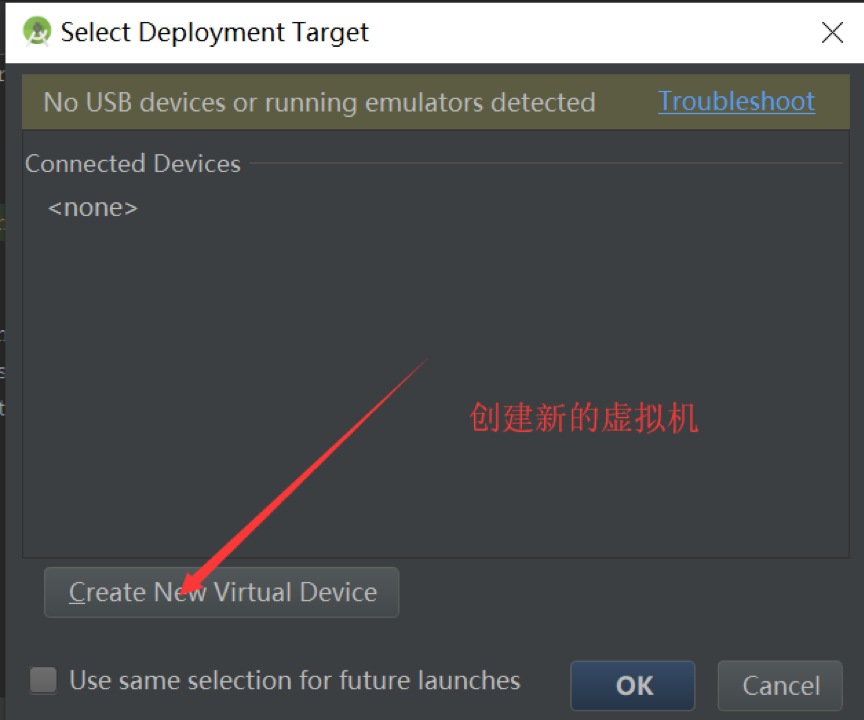 Select Deployment Target
No USB devices or running emulators detected Troubleshoot
Connected Devices
<none>
创建新的虚拟机
Create New Virtual Device
Use same selection for future launches
OK Cancel